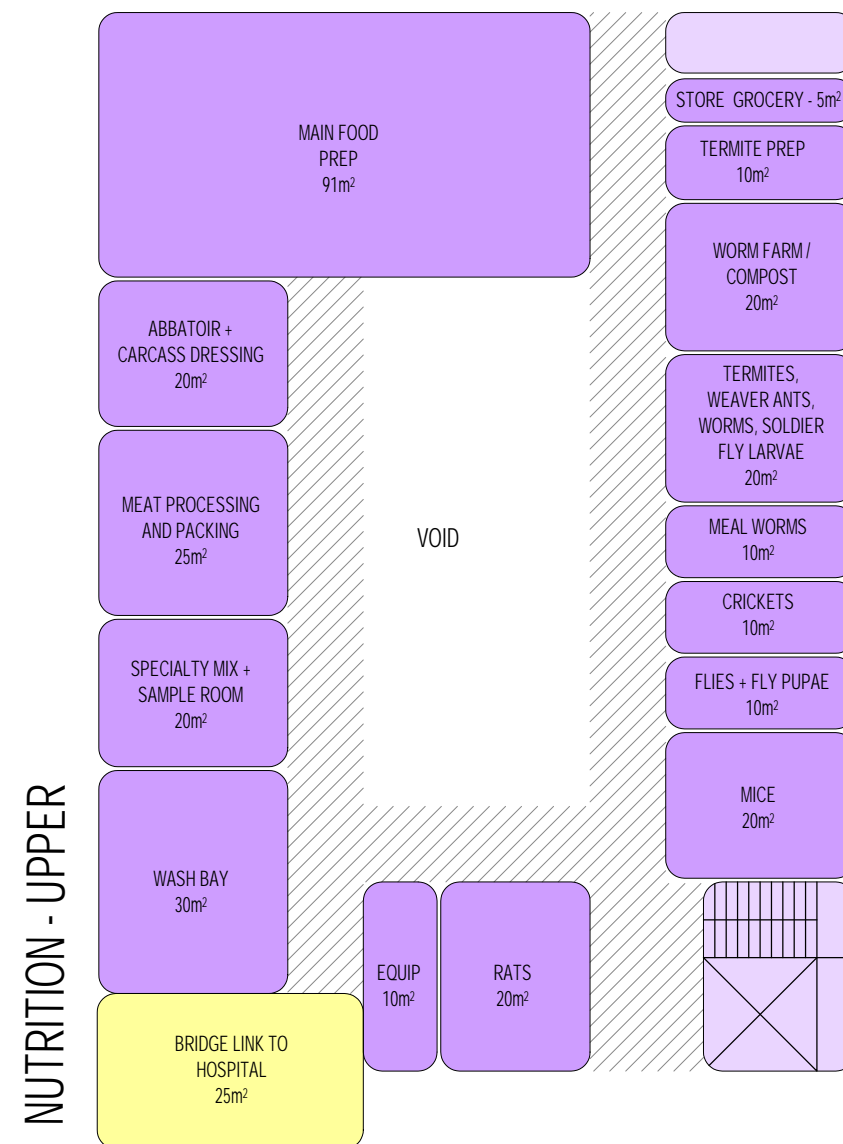 MAIN FOOD
PREP
91m²
STORE GROCERY - 5m²
TERMITE PREP
10m²
WORM FARM /
COMPOST
20m²
ABBATOIR +
CARCASS DRESSING
20m²
TERMITES,
WEAVER ANTS,
WORMS, SOLDIER
FLY LARVAE
20m²
MEAT PROCESSING
AND PACKING
25m²
VOID
MEAL WORMS
10m²
CRICKETS
10m²
SPECIALTY MIX +
SAMPLE ROOM
20m²
FLIES + FLY PUPAE
10m²
MICE
20m²
WASH BAY
30m²
EQUIP
10m²
RATS
20m²
BRIDGE LINK TO
HOSPITAL
25m²
NUTRITION - UPPER